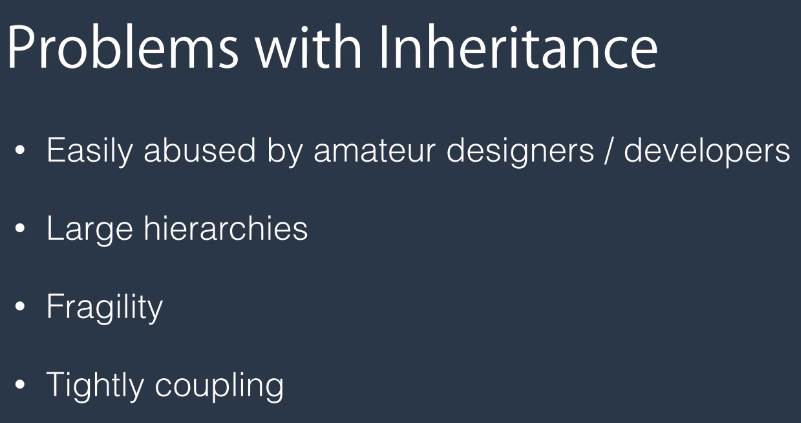 Problems with Inheritance
• Easily abused by amateur designers / developers
• Large hierarchies
• Fragility
• Tightly coupling